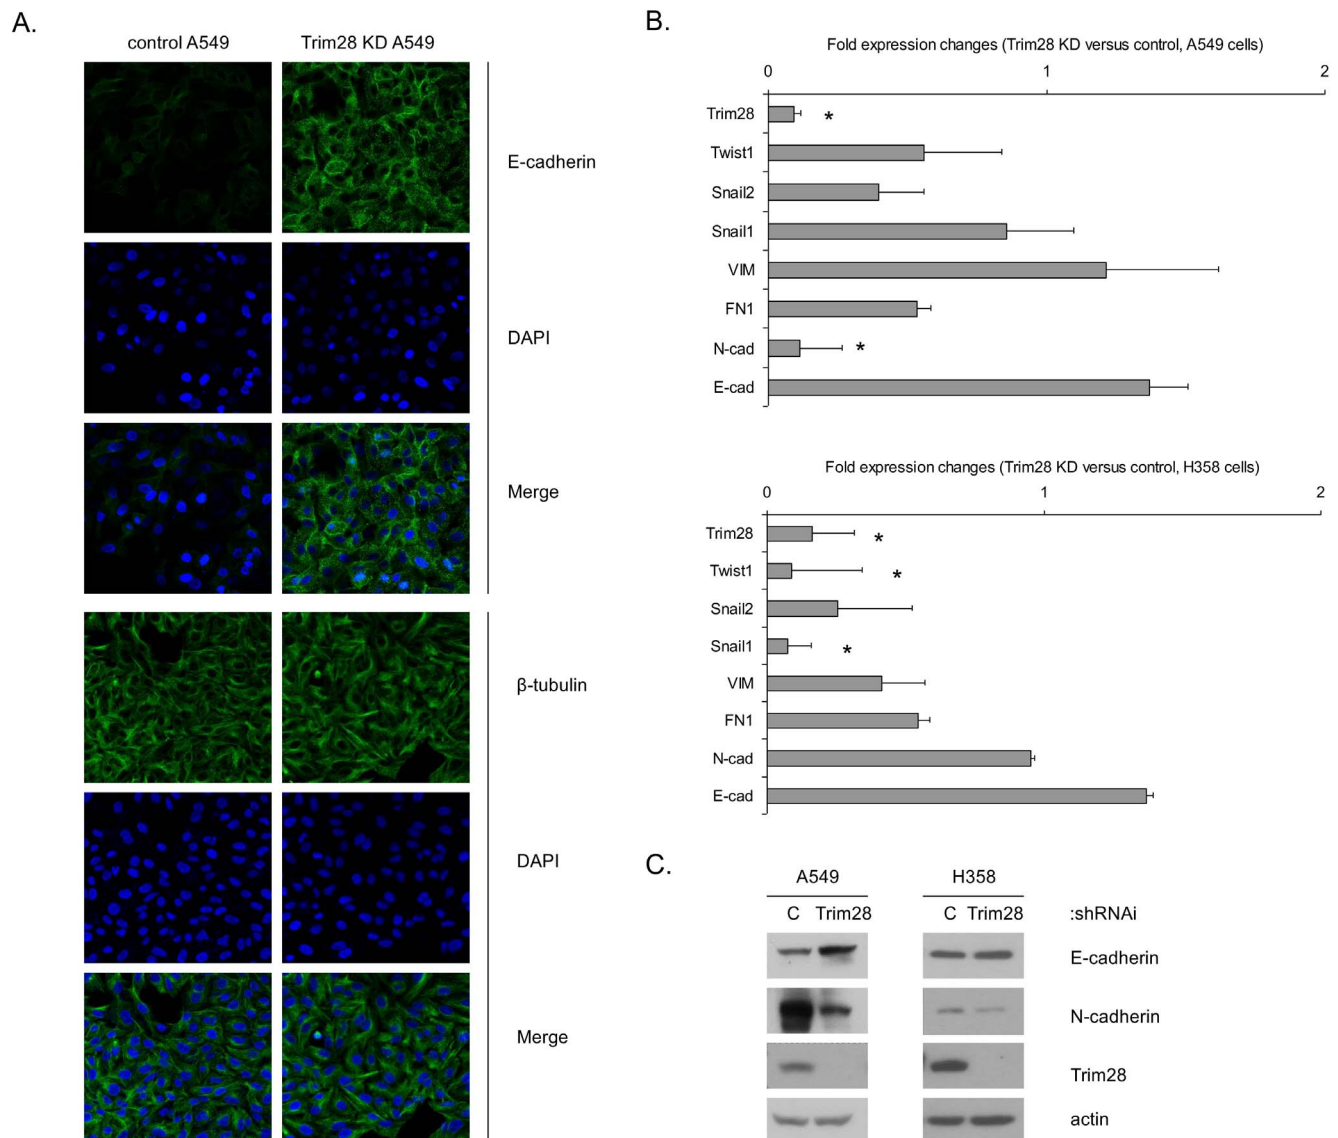 A.
control A549 Trim28 KD A549
E-cadherin
DAPI
Merge
β-tubulin
DAPI
Merge
B.
Fold expression changes (Trim28 KD versus control, A549 cells)
0 1 2
Trim28 *
Twist1
Snail2
Snail1
VIM
FN1
N-cad *
E-cad
Fold expression changes (Trim28 KD versus control, H358 cells)
0 1 2
Trim28 *
Twist1 *
Snail2
Snail1 *
VIM
FN1
N-cad
E-cad
C.
A549 H358
C Trim28 C Trim28 :shRNAi
E-cadherin
N-cadherin
Trim28
actin